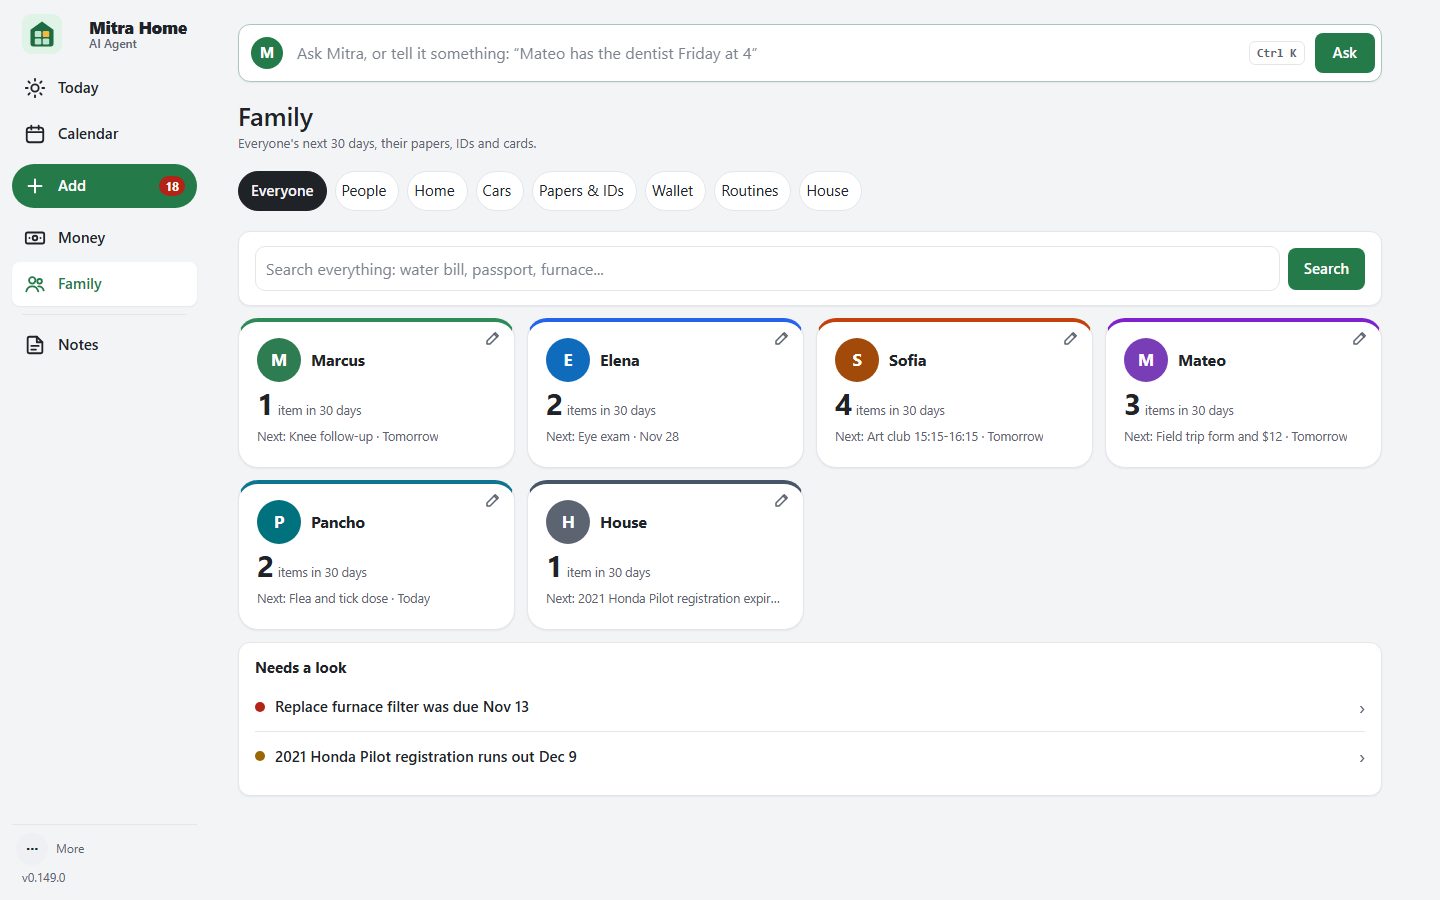 Mitra Home
AI Agent
Today
Calendar
Add 18
Money
Family
Notes
··· More
v0.149.0
M Ask Mitra, or tell it something: “Mateo has the dentist Friday at 4” Ctrl K Ask
Family
Everyone's next 30 days, their papers, IDs and cards.
Everyone People Home Cars Papers & IDs Wallet Routines House
Search everything: water bill, passport, furnace... Search
M Marcus
1 item in 30 days
Next: Knee follow-up · Tomorrow
E Elena
2 items in 30 days
Next: Eye exam · Nov 28
S Sofia
4 items in 30 days
Next: Art club 15:15-16:15 · Tomorrow
M Mateo
3 items in 30 days
Next: Field trip form and $12 · Tomorrow
P Pancho
2 items in 30 days
Next: Flea and tick dose · Today
H House
1 item in 30 days
Next: 2021 Honda Pilot registration expir...
Needs a look
Replace furnace filter was due Nov 13
2021 Honda Pilot registration runs out Dec 9